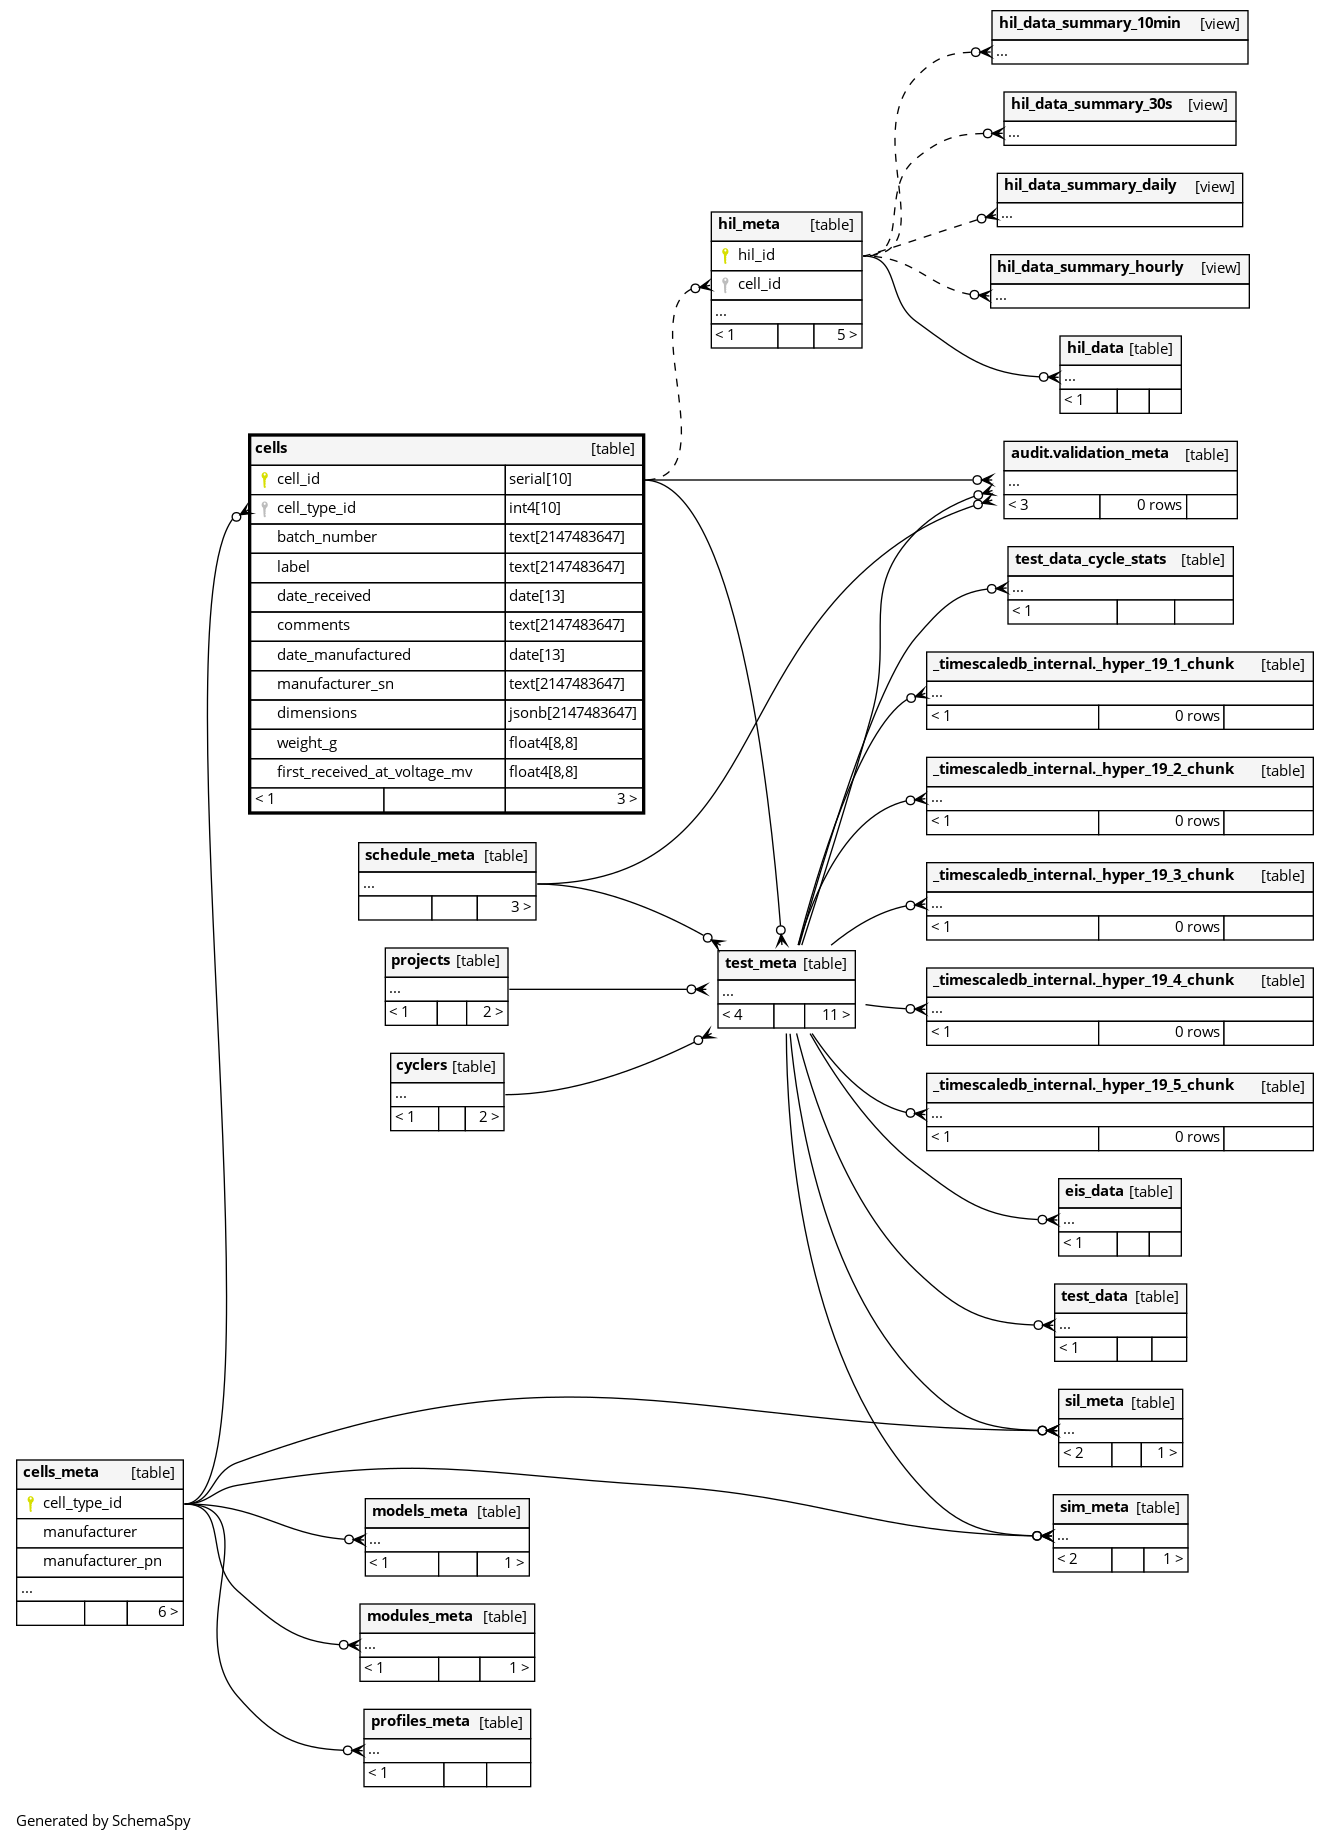 hil_data_summary_10min [view]
...
hil_data_summary_30s [view]
...
hil_data_summary_daily [view]
...
hil_meta [table]
hil_id
cell_id
...
< 1 5 >
hil_data_summary_hourly [view]
...
hil_data [table]
...
< 1
cells [table]
cell_id serial[10]
cell_type_id int4[10]
batch_number text[2147483647]
label text[2147483647]
date_received date[13]
comments text[2147483647]
date_manufactured date[13]
manufacturer_sn text[2147483647]
dimensions jsonb[2147483647]
weight_g float4[8,8]
first_received_at_voltage_mv float4[8,8]
< 1 3 >
audit.validation_meta [table]
...
< 3 0 rows
test_data_cycle_stats [table]
...
< 1
_timescaledb_internal._hyper_19_1_chunk [table]
...
< 1 0 rows
_timescaledb_internal._hyper_19_2_chunk [table]
...
< 1 0 rows
schedule_meta [table]
...
3 >
_timescaledb_internal._hyper_19_3_chunk [table]
...
< 1 0 rows
projects [table]
...
< 1 2 >
test_meta [table]
...
< 4 11 >
_timescaledb_internal._hyper_19_4_chunk [table]
...
< 1 0 rows
cyclers [table]
...
< 1 2 >
_timescaledb_internal._hyper_19_5_chunk [table]
...
< 1 0 rows
eis_data [table]
...
< 1
test_data [table]
...
< 1
sil_meta [table]
...
< 2 1 >
cells_meta [table]
cell_type_id
manufacturer
manufacturer_pn
...
6 >
models_meta [table]
...
< 1 1 >
sim_meta [table]
...
< 2 1 >
modules_meta [table]
...
< 1 1 >
profiles_meta [table]
...
< 1
Generated by SchemaSpy